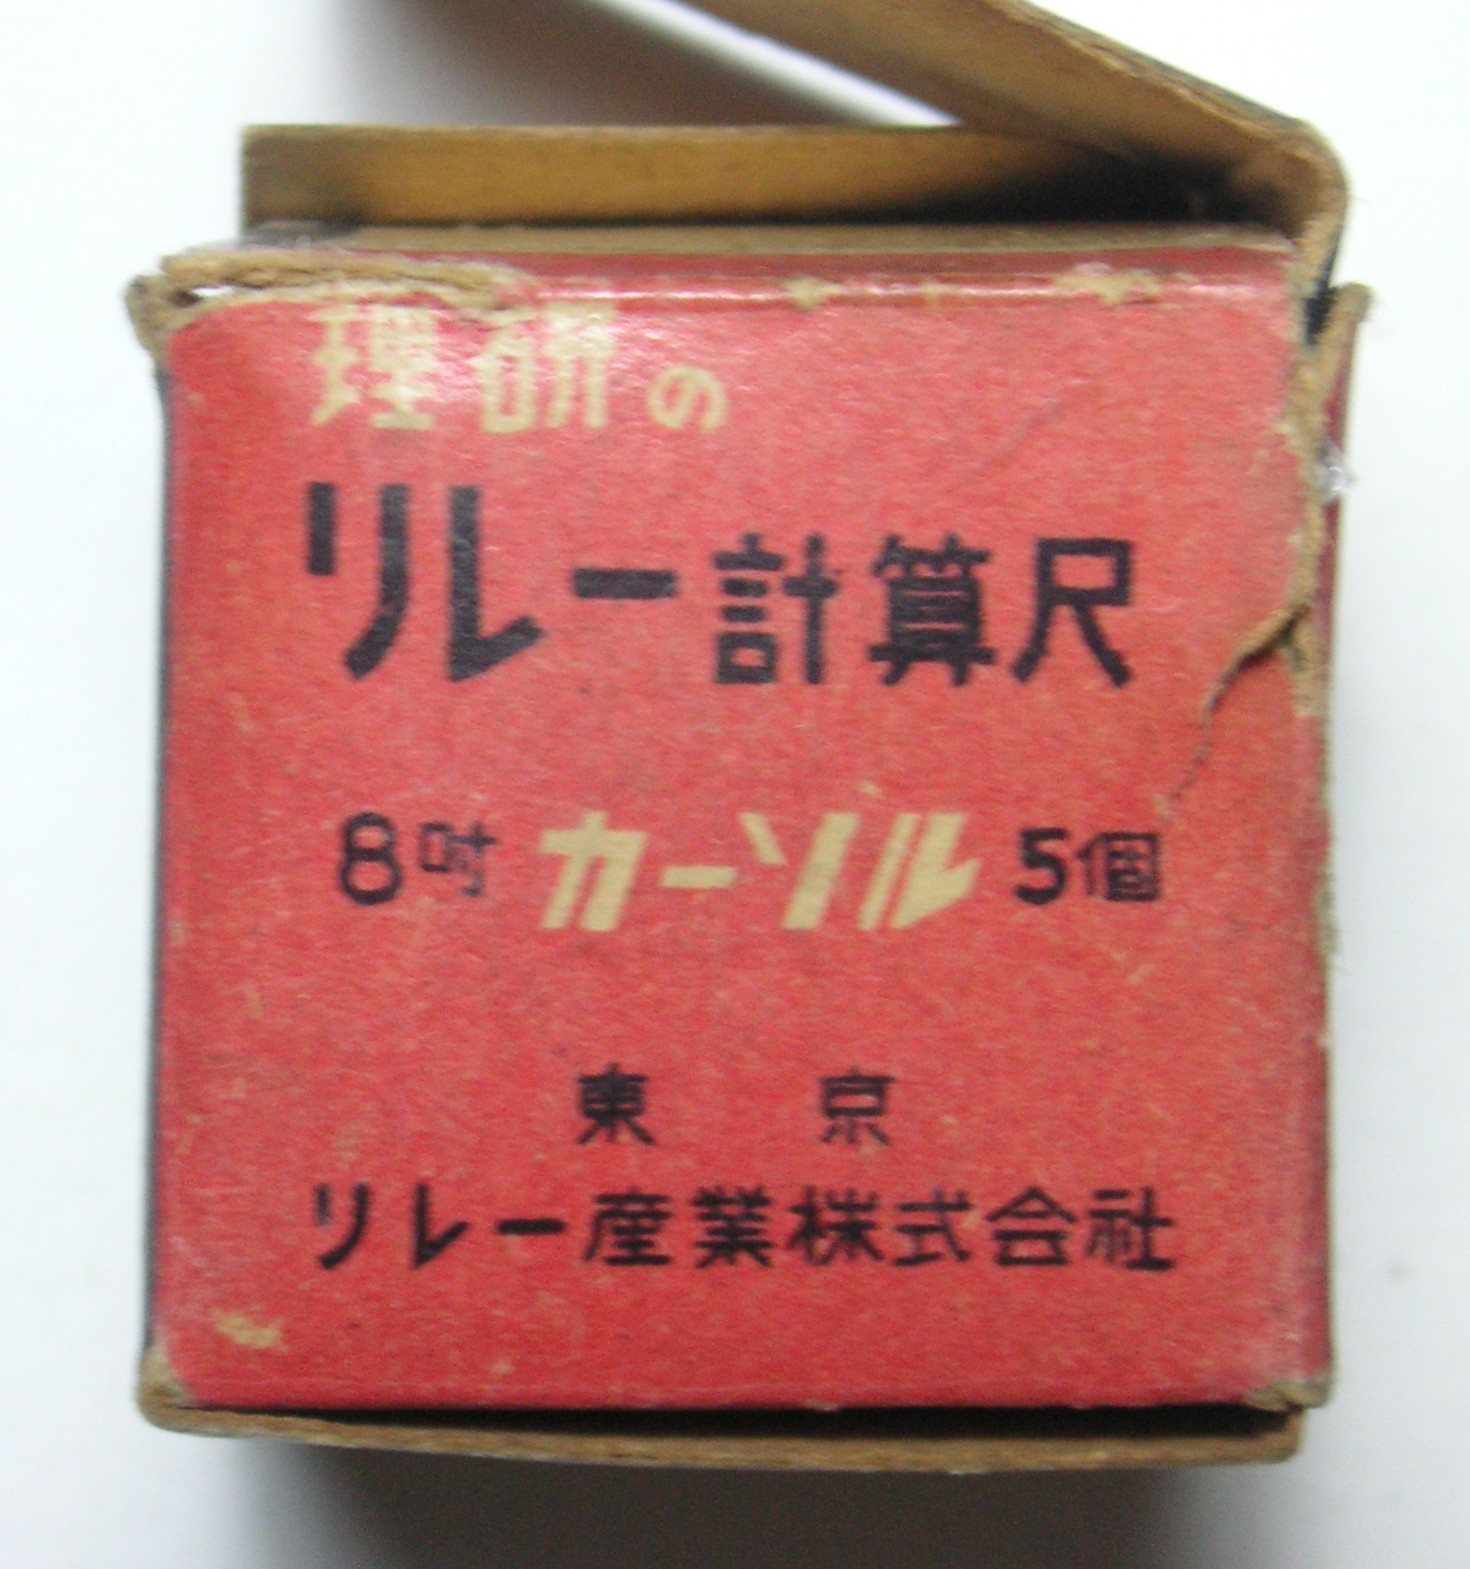 理研の
リレー計算尺
8吋 カーソル 5個
東京
リレー産業株式会社